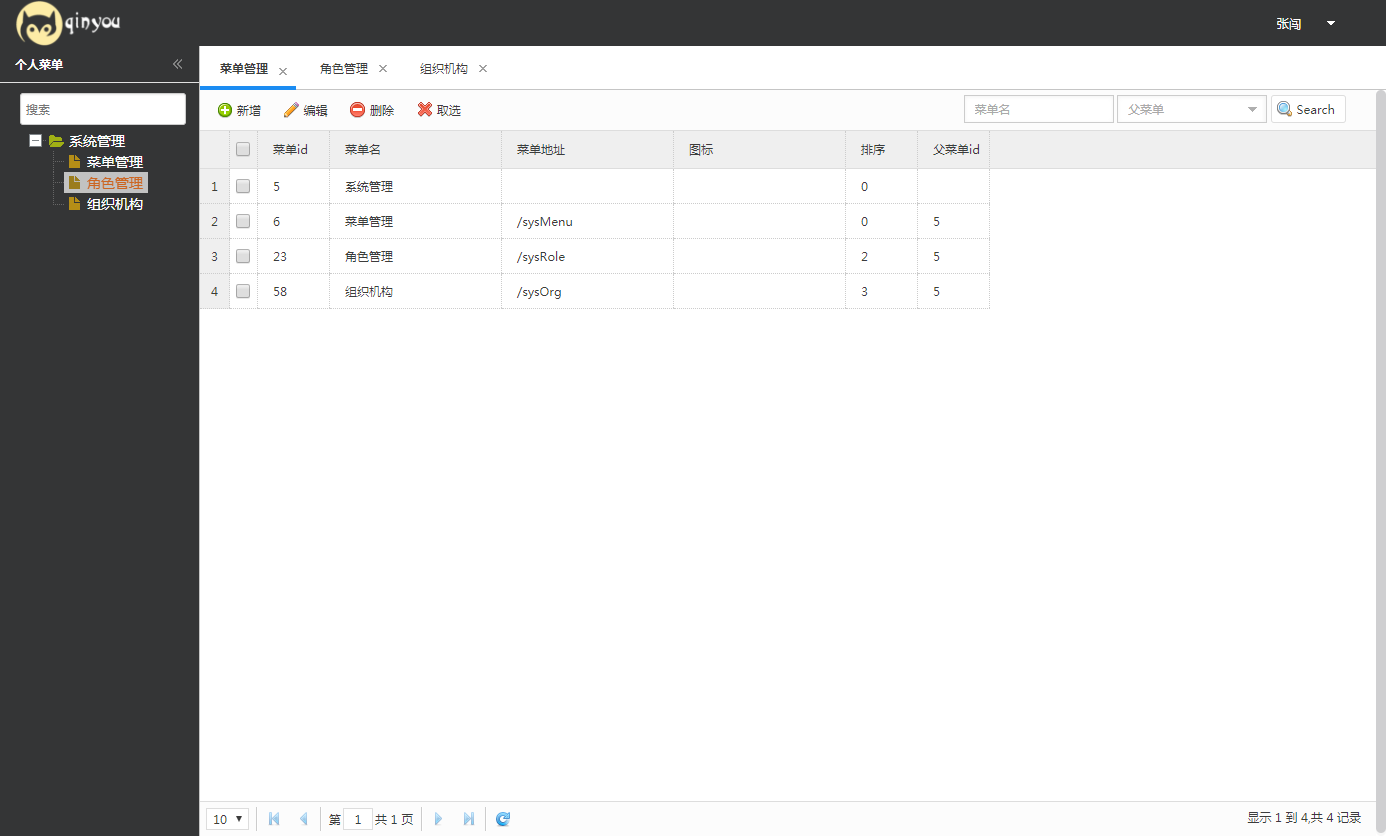 qinyou
张闯
个人菜单
搜索
系统管理
菜单管理
角色管理
组织机构
菜单管理 角色管理 组织机构
新增 编辑 删除 取选 菜单名 父菜单 Search
菜单id 菜单名 菜单地址 图标 排序 父菜单id
1 5 系统管理 0
2 6 菜单管理 /sysMenu 0 5
3 23 角色管理 /sysRole 2 5
4 58 组织机构 /sysOrg 3 5
10 第 1 共1页 显示 1 到 4,共 4 记录